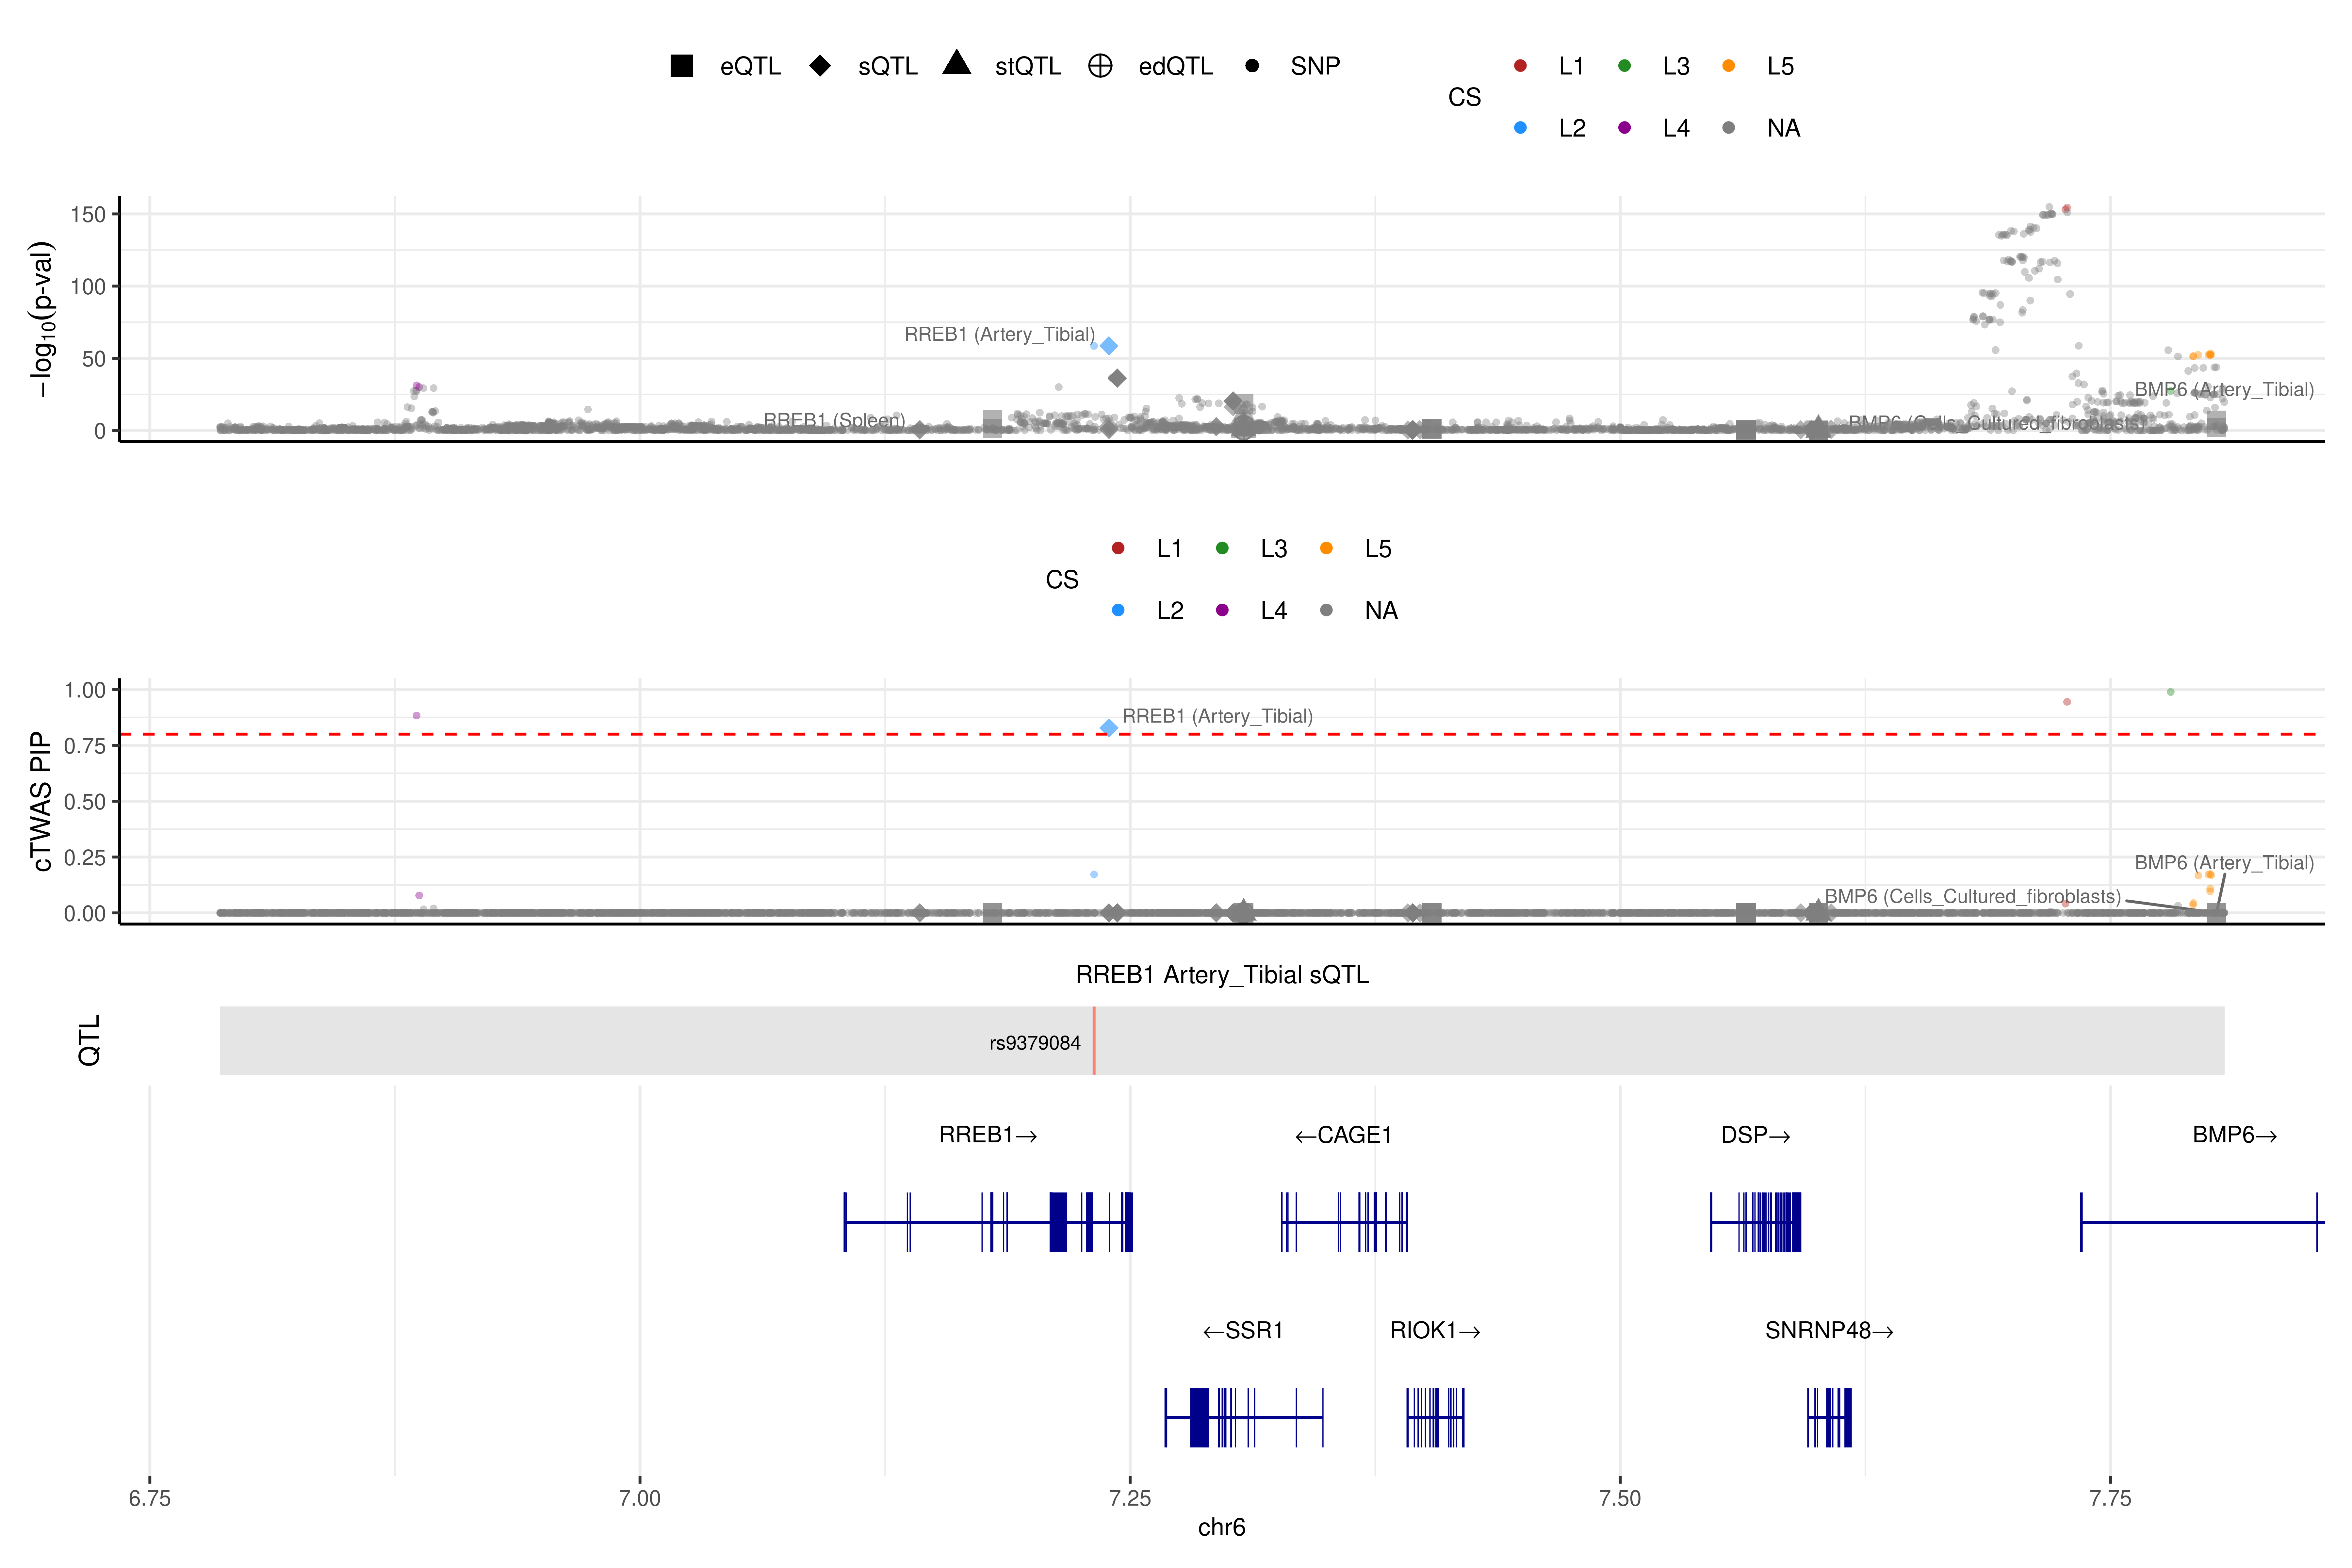 eQTL sQTL stQTL edQTL SNP
CS
L1 L3 L5
L2 L4 NA
−log10(p-val)
150
100
50
0
RREB1 (Artery_Tibial)
RREB1 (Spleen)
BMP6 (Artery_Tibial)
BMP6 (Cells_Cultured_fibroblasts)
CS
L1 L3 L5
L2 L4 NA
cTWAS PIP
1.00
0.75
0.50
0.25
0.00
RREB1 (Artery_Tibial)
BMP6 (Artery_Tibial)
BMP6 (Cells_Cultured_fibroblasts)
RREB1 Artery_Tibial sQTL
QTL
rs9379084
RREB1→ ←CAGE1 DSP→ BMP6→
←SSR1 RIOK1→ SNRNP48→
6.75 7.00 7.25 7.50 7.75
chr6